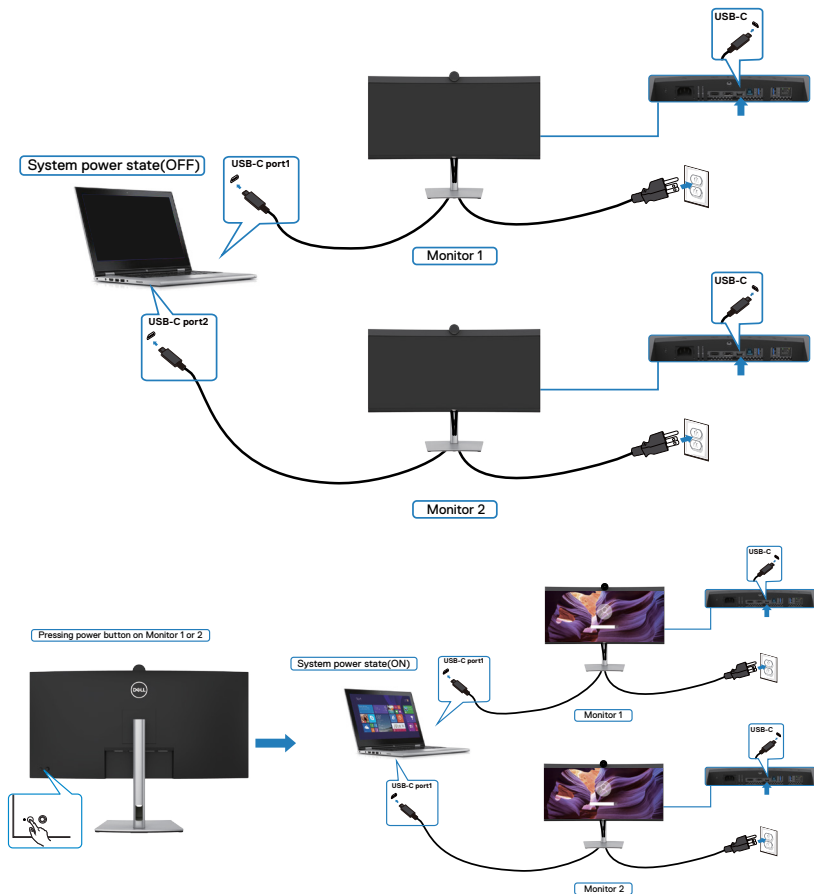 USB-C
System power state(OFF)
USB-C port1
Monitor 1
USB-C
USB-C port2
Monitor 2
USB-C
Pressing power button on Monitor 1 or 2
System power state(ON)
USB-C port1
DELL
Monitor 1
USB-C
USB-C port1
Monitor 2